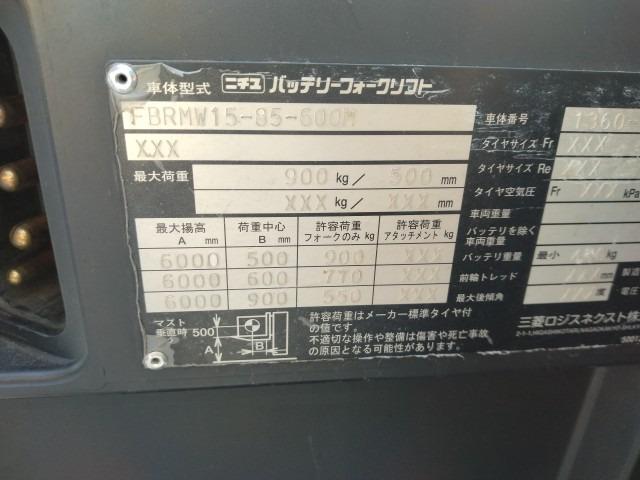 車体型式 ニチユ バッテリーフォークリフト
FBRMW15-85-600M
XXX
最大荷重 900 kg/ 500 mm
XXX kg/ XXX mm
最大揚高 A mm 荷重中心 B mm 許容荷重 フォークのみ kg 許容荷重 アタッチメント kg
6000 500 900 XXX
6000 600 770 XXX
6000 900 550 XXX
マスト垂直時 500
A
B
許容荷重はメーカー標準タイヤ付
の値です。
不適切な操作や整備は傷害や死亡事故
の原因となる可能性があります。
車体番号 1360-
タイヤサイズ Fr XXX
タイヤサイズ Re XXX
タイヤ空気圧 Fr XXX kPa
車両重量
バッテリを除く
車両重量
バッテリ重量 最小
前輪トレッド mm 製造
最大後傾角 度 電圧
三菱ロジスネクスト株